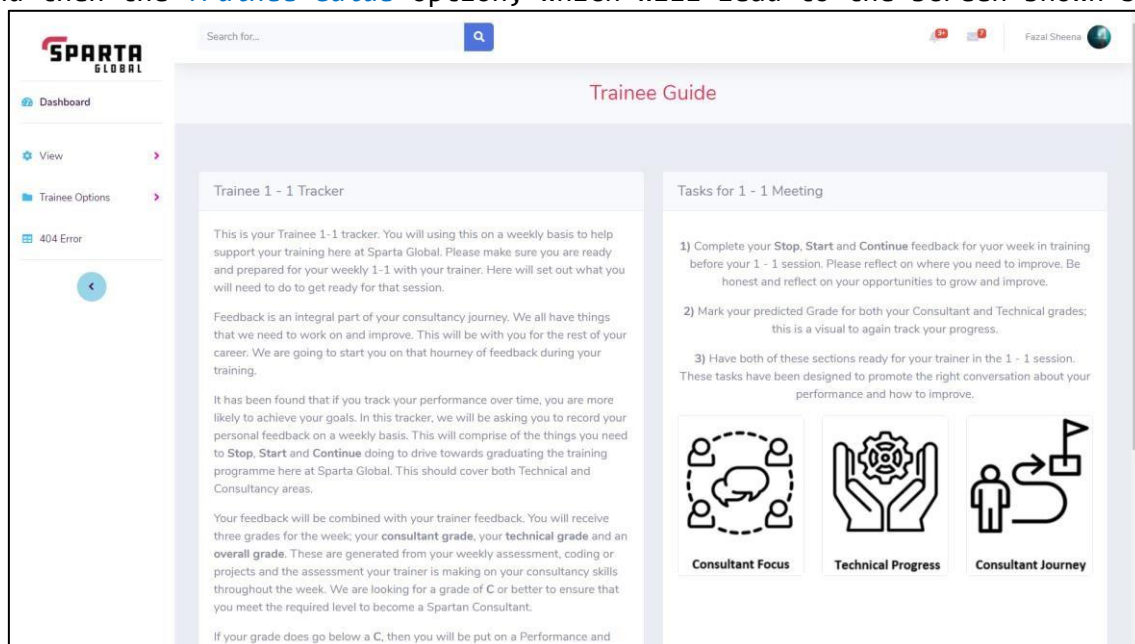 then the Trainee Guide option, which will lead to the screen shown
SPARTA
GLOBAL
Search for...
3+
7
Fazal Sheena
Dashboard
View
Trainee Options
404 Error
Trainee Guide
Trainee 1 - 1 Tracker
This is your Trainee 1-1 tracker. You will using this on a weekly basis to help
support your training here at Sparta Global. Please make sure you are ready
and prepared for your weekly 1-1 with your trainer. Here will set out what you
will need to do to get ready for that session.
Feedback is an integral part of your consultancy journey. We all have things
that we need to work on and improve. This will be with you for the rest of your
career. We are going to start you on that hourney of feedback during your
training.
It has been found that if you track your performance over time, you are more
likely to achieve your goals. In this tracker, we will be asking you to record your
personal feedback on a weekly basis. This will comprise of the things you need
to Stop, Start and Continue doing to drive towards graduating the training
programme here at Sparta Global. This should cover both Technical and
Consultancy areas.
Your feedback will be combined with your trainer feedback. You will receive
three grades for the week; your consultant grade, your technical grade and an
overall grade. These are generated from your weekly assessment, coding or
projects and the assessment your trainer is making on your consultancy skills
throughout the week. We are looking for a grade of C or better to ensure that
you meet the required level to become a Spartan Consultant.
If your grade does go below a C, then you will be put on a Performance and
Tasks for 1 - 1 Meeting
1) Complete your Stop, Start and Continue feedback for yuor week in training
before your 1 - 1 session. Please reflect on where you need to improve. Be
honest and reflect on your opportunities to grow and improve.
2) Mark your predicted Grade for both your Consultant and Technical grades;
this is a visual to again track your progress.
3) Have both of these sections ready for your trainer in the 1 - 1 session.
These tasks have been designed to promote the right conversation about your
performance and how to improve.
Consultant Focus
Technical Progress
Consultant Journey